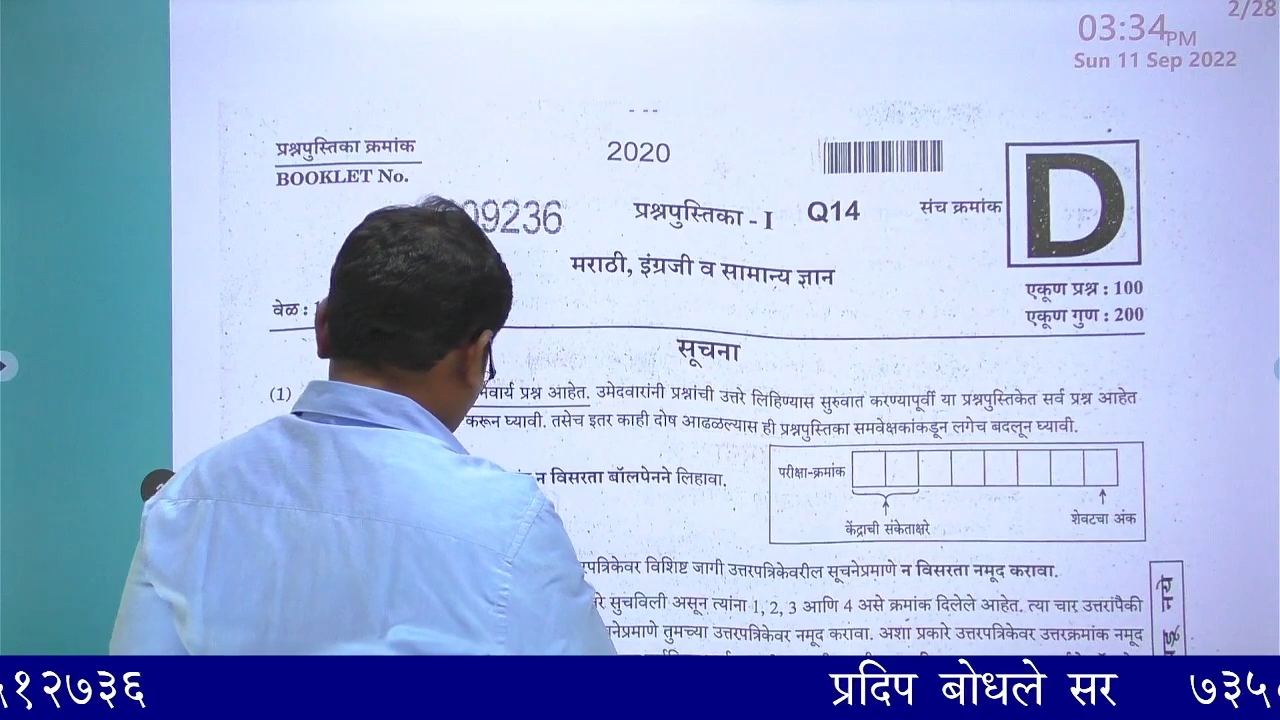 2/28
03:34PM
Sun 11 Sep 2022
प्रश्नपुस्तिका क्रमांक
BOOKLET No.
2020
D
9236
प्रश्नपुस्तिका - I Q14
संच क्रमांक
मराठी, इंग्रजी व सामान्य ज्ञान
एकूण प्रश्न : 100
वेळ :
एकूण गुण : 200
सूचना
(1) प्रश्न आहेत. उमेदवारांनी प्रश्नांची उत्तरे लिहिण्यास सुरुवात करण्यापूर्वी या प्रश्नपुस्तिकेत सर्व प्रश्न आहेत
करून घ्यावी. तसेच इतर काही दोष आढळल्यास ही प्रश्नपुस्तिका समवेक्षकांकडून लगेच बदलून घ्यावी.
परीक्षा-क्रमांक
न विसरता बॉलपेनने लिहावा.
शेवटचा अंक
केंद्राची संकेताक्षरे
विशिष्ट जागी उत्तरपत्रिकेवरील सूचनेप्रमाणे न विसरता नमूद करावा.
सुचविली असून त्यांना 1, 2, 3 आणि 4 असे क्रमांक दिलेले आहेत. त्या चार उत्तरांपैकी
तुमच्या उत्तरपत्रिकेवर नमूद करावा. अशा प्रकारे उत्तरपत्रिकेवर उत्तरक्रमांक नमूद
१२७३६ प्रदिप बोधले सर ७३५